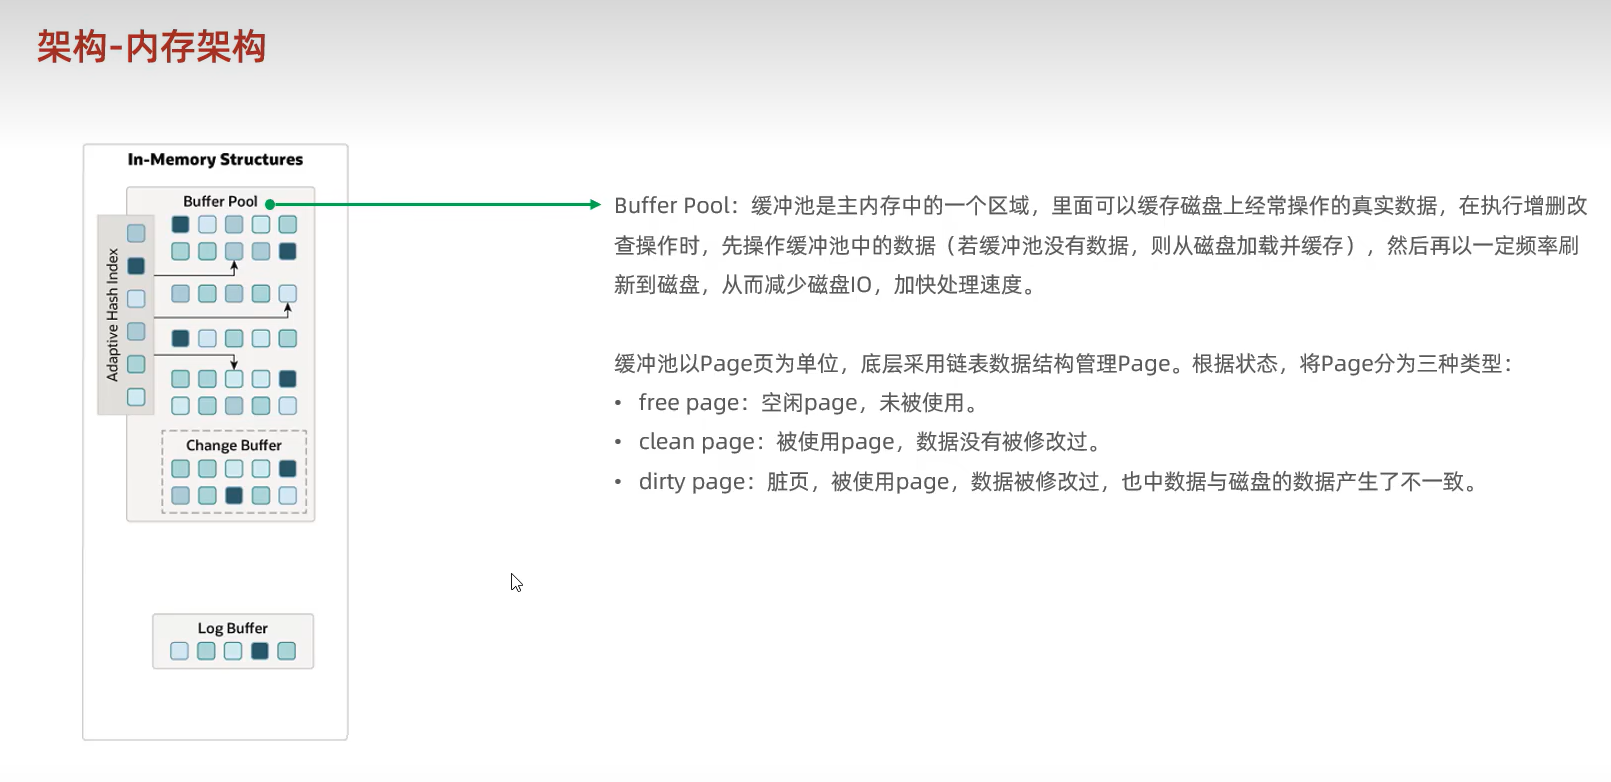 架构-内存架构
In-Memory Structures
Buffer Pool
Adaptive Hash Index
Change Buffer
Log Buffer
Buffer Pool：缓冲池是主内存中的一个区域，里面可以缓存磁盘上经常操作的真实数据，在执行增删改
查操作时，先操作缓冲池中的数据（若缓冲池没有数据，则从磁盘加载并缓存），然后再以一定频率刷
新到磁盘，从而减少磁盘IO，加快处理速度。
缓冲池以Page页为单位，底层采用链表数据结构管理Page。根据状态，将Page分为三种类型：
• free page：空闲page，未被使用。
• clean page：被使用page，数据没有被修改过。
• dirty page：脏页，被使用page，数据被修改过，也中数据与磁盘的数据产生了不一致。